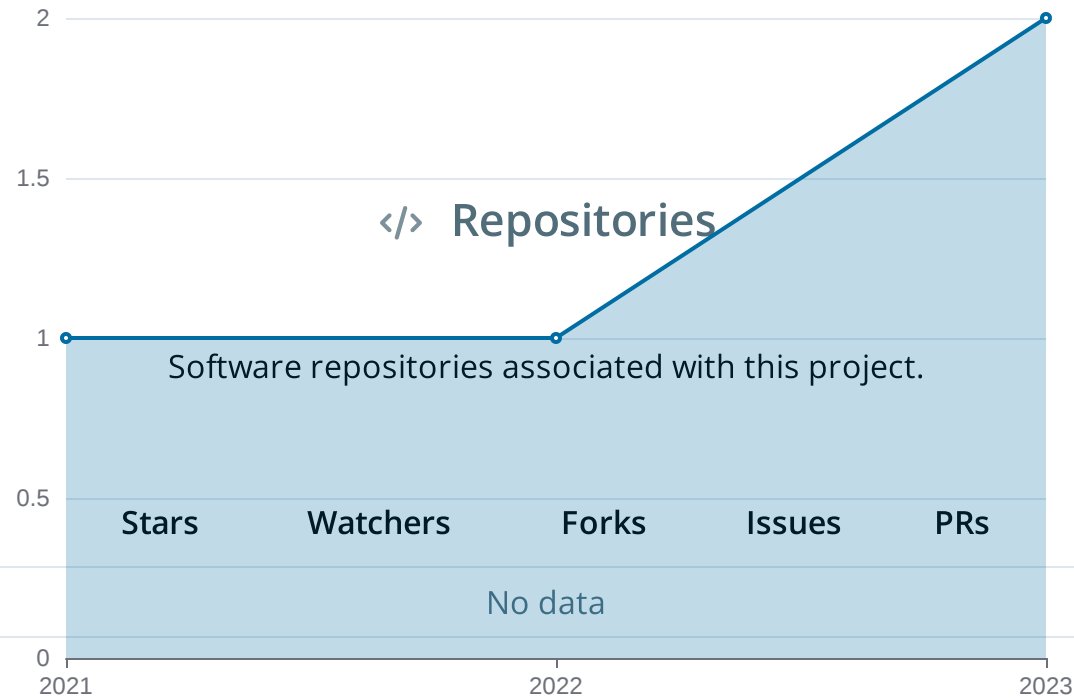 2
1.5
</> Repositories
1
Software repositories associated with this project.
0.5
Stars Watchers Forks Issues PRs
No data
0
2021 2022 2023